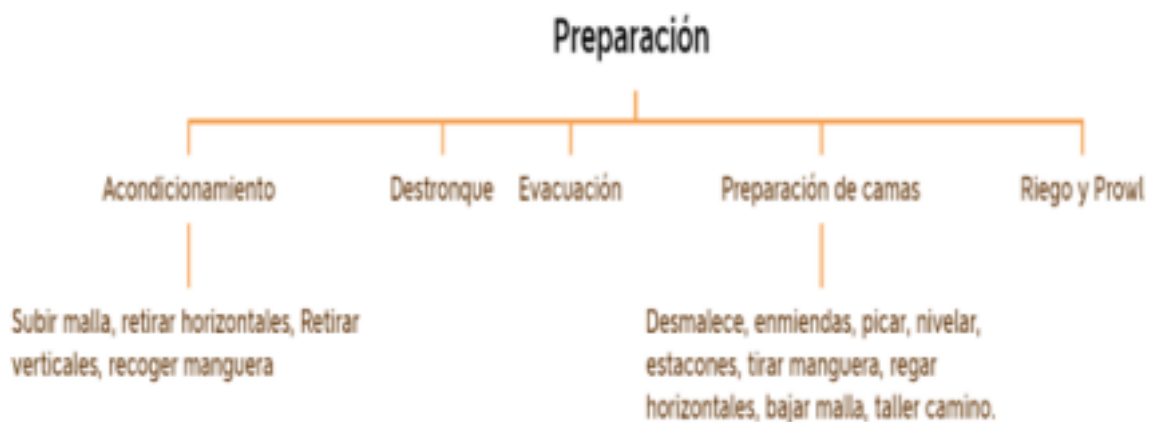 Preparación
Acondicionamiento
Destronque
Evacuación
Preparación de camas
Riego y Prowl
Subir malla, retirar horizontales, Retirar
verticales, recoger manguera
Desmalece, enmiendas, picar, nivelar,
estacones, tirar manguera, regar
horizontales, bajar malla, taller camino.